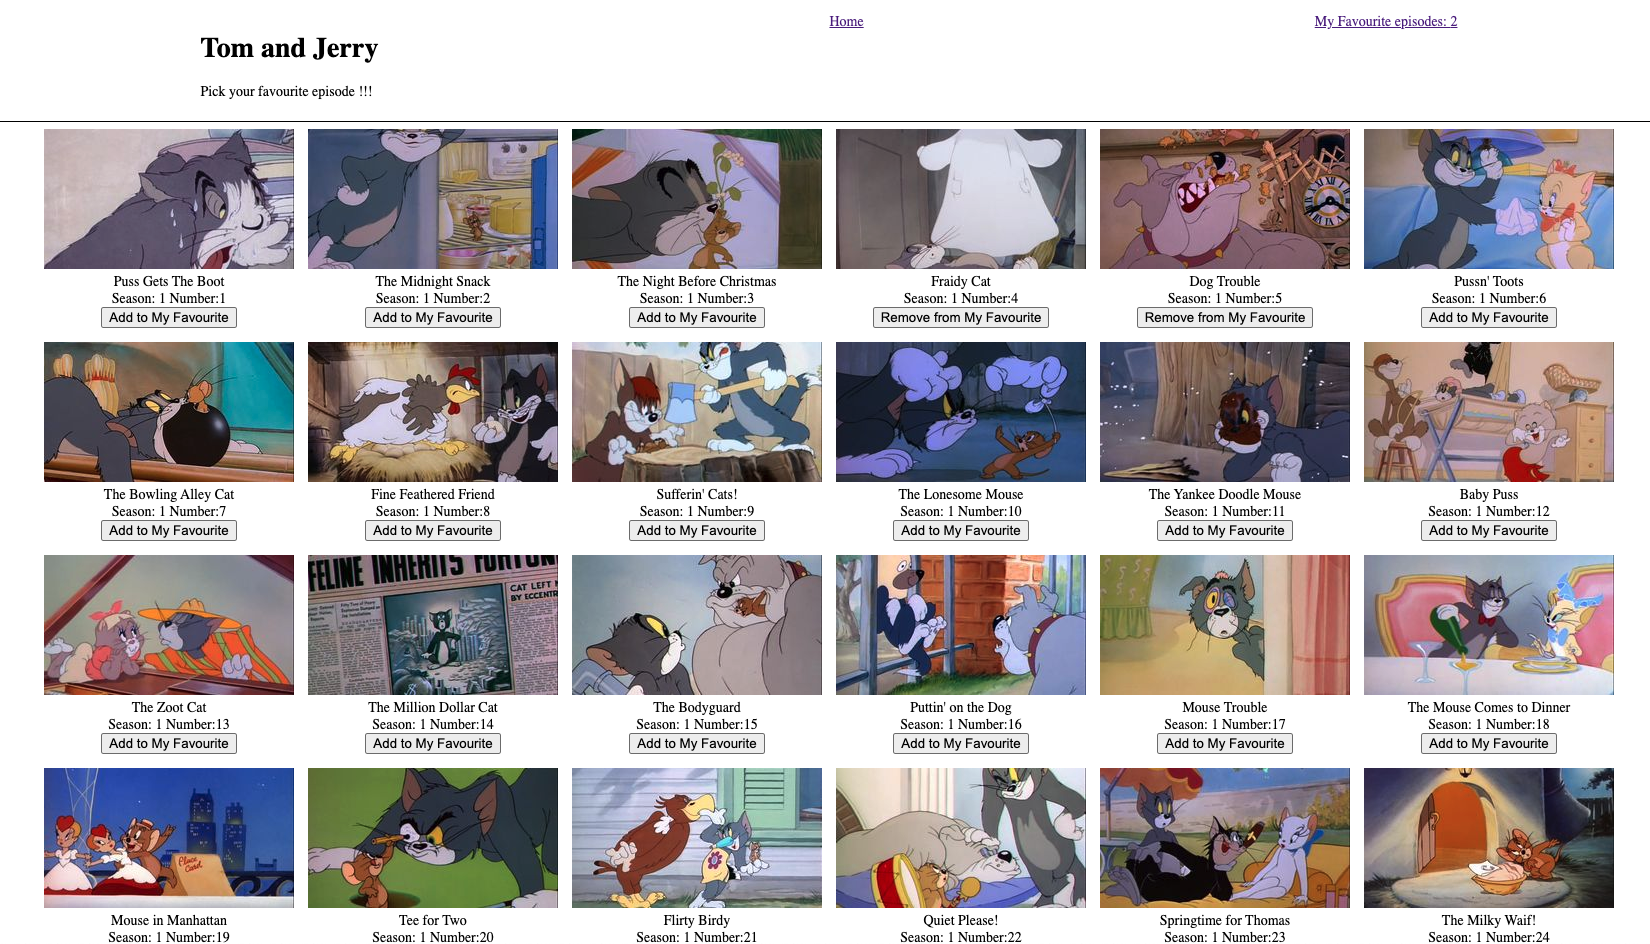 Home
My Favourite episodes: 2
Tom and Jerry
Pick your favourite episode !!!
Puss Gets The Boot
Season: 1 Number:1
Add to My Favourite
The Midnight Snack
Season: 1 Number:2
Add to My Favourite
The Night Before Christmas
Season: 1 Number:3
Add to My Favourite
Fraidy Cat
Season: 1 Number:4
Remove from My Favourite
Dog Trouble
Season: 1 Number:5
Remove from My Favourite
Pussn' Toots
Season: 1 Number:6
Add to My Favourite
The Bowling Alley Cat
Season: 1 Number:7
Add to My Favourite
Fine Feathered Friend
Season: 1 Number:8
Add to My Favourite
Sufferin' Cats!
Season: 1 Number:9
Add to My Favourite
The Lonesome Mouse
Season: 1 Number:10
Add to My Favourite
The Yankee Doodle Mouse
Season: 1 Number:11
Add to My Favourite
Baby Puss
Season: 1 Number:12
Add to My Favourite
The Zoot Cat
Season: 1 Number:13
Add to My Favourite
FELINE INHERITS FORTUNE
CAT LEFT
BY ECCENTR
The Million Dollar Cat
Season: 1 Number:14
Add to My Favourite
The Bodyguard
Season: 1 Number:15
Add to My Favourite
Puttin' on the Dog
Season: 1 Number:16
Add to My Favourite
Mouse Trouble
Season: 1 Number:17
Add to My Favourite
The Mouse Comes to Dinner
Season: 1 Number:18
Add to My Favourite
Place
Card
Mouse in Manhattan
Season: 1 Number:19
Tee for Two
Season: 1 Number:20
Flirty Birdy
Season: 1 Number:21
Quiet Please!
Season: 1 Number:22
Springtime for Thomas
Season: 1 Number:23
The Milky Waif!
Season: 1 Number:24